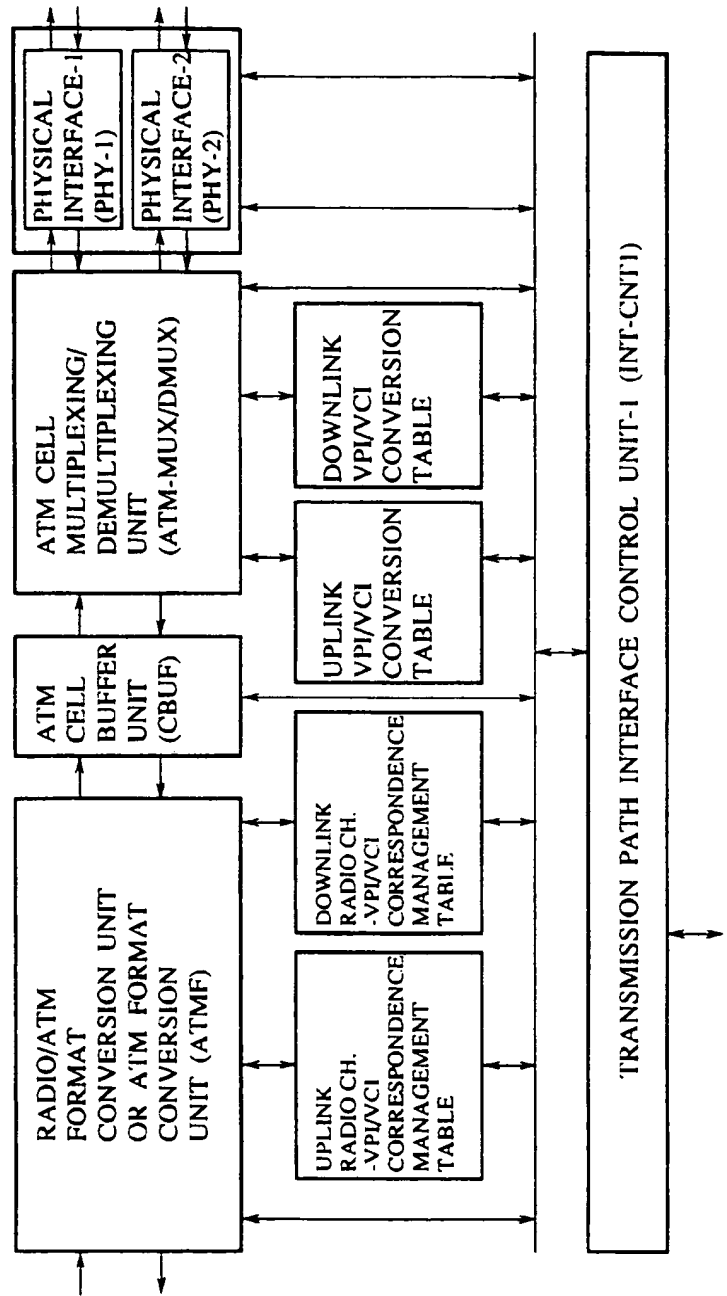 RADIO/ATM
FORMAT
CONVERSION UNIT
OR ATM FORMAT
CONVERSION
UNIT (ATMF)
ATM
CELL
BUFFER
UNIT
(CBUF)
ATM CELL
MULTIPLEXING/
DEMULTIPLEXING
UNIT
(ATM-MUX/DMUX)
PHYSICAL
INTERFACE-1
(PHY-1)
PHYSICAL
INTERFACE-2
(PHY-2)
UPLINK
RADIO CH.
-VPI/VCI
CORRESPONDENCE
MANAGEMENT
TABLE
DOWNLINK
RADIO CH.
-VPI/VCI
CORRESPONDENCE
MANAGEMENT
TABLE
UPLINK
VPI/VCI
CONVERSION
TABLE
DOWNLINK
VPI/VCI
CONVERSION
TABLE
TRANSMISSION PATH INTERFACE CONTROL UNIT-1 (INT-CNT1)